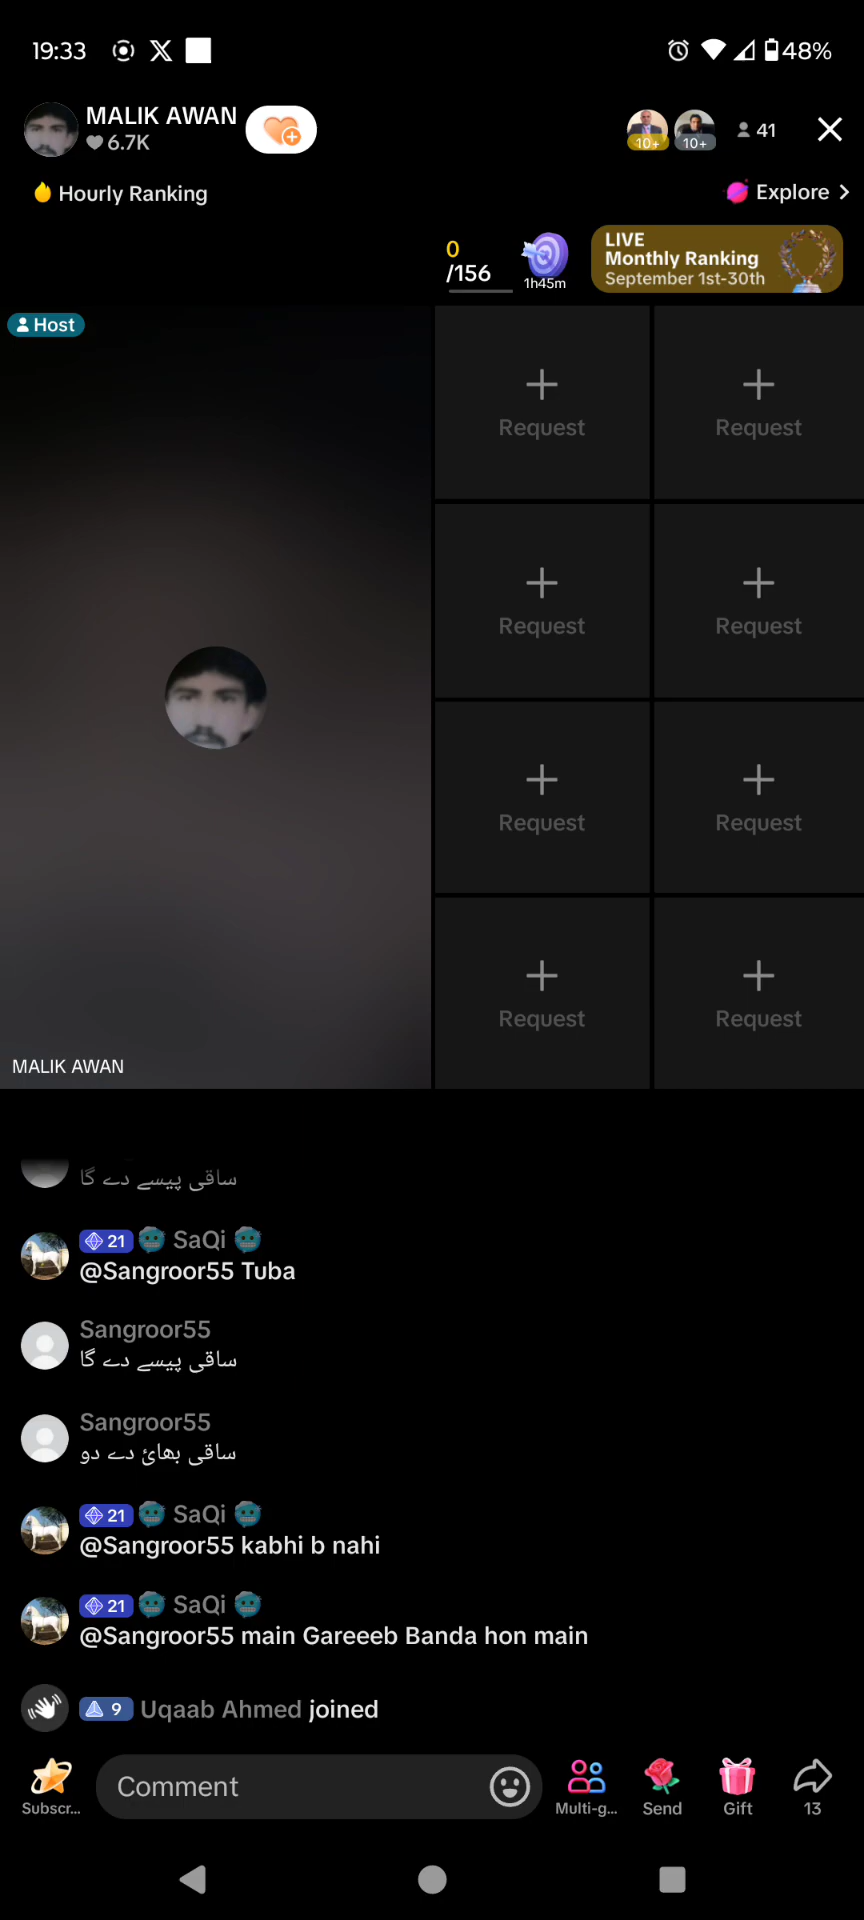 19:33
48%
MALIK AWAN
6.7K
10+
10+
41
Hourly Ranking
Explore
0
/156
1h45m
LIVE
Monthly Ranking
September 1st-30th
Host
Request
Request
Request
Request
Request
Request
Request
Request
MALIK AWAN
ساقی پیسے دے گا
21 SaQi
@Sangroor55 Tuba
Sangroor55
ساقی پیسے دے گا
Sangroor55
ساقی بھائ دے دو
21 SaQi
@Sangroor55 kabhi b nahi
21 SaQi
@Sangroor55 main Gareeeb Banda hon main
9 Uqaab Ahmed joined
Comment
Subscr...
Multi-g...
Send
Gift
13